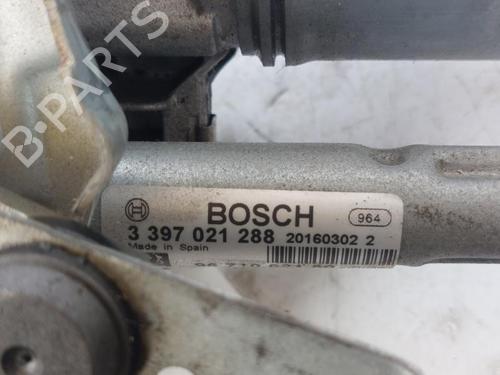 B-PARTS
BOSCH
964
3 397 021 288 20160302 2
Made in Spain